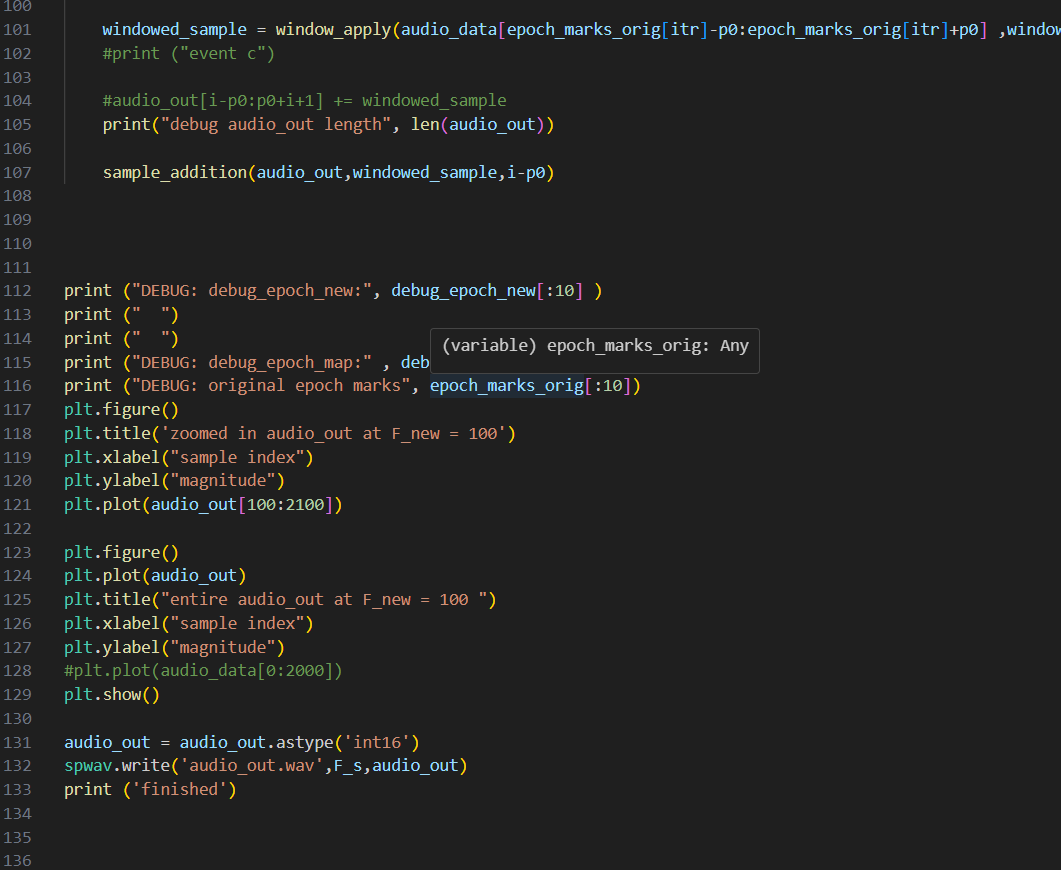 100
101 windowed_sample = window_apply(audio_data[epoch_marks_orig[itr]-p0:epoch_marks_orig[itr]+p0] ,window
102 #print ("event c")
103
104 #audio_out[i-p0:p0+i+1] += windowed_sample
105 print("debug audio_out length", len(audio_out))
106
107 sample_addition(audio_out,windowed_sample,i-p0)
108
109
110
111
112 print ("DEBUG: debug_epoch_new:", debug_epoch_new[:10] )
113 print ("  ")
114 print ("  ")
(variable) epoch_marks_orig: Any
115 print ("DEBUG: debug_epoch_map:" , deb
116 print ("DEBUG: original epoch marks", epoch_marks_orig[:10])
117 plt.figure()
118 plt.title('zoomed in audio_out at F_new = 100')
119 plt.xlabel("sample index")
120 plt.ylabel("magnitude")
121 plt.plot(audio_out[100:2100])
122
123 plt.figure()
124 plt.plot(audio_out)
125 plt.title("entire audio_out at F_new = 100 ")
126 plt.xlabel("sample index")
127 plt.ylabel("magnitude")
128 #plt.plot(audio_data[0:2000])
129 plt.show()
130
131 audio_out = audio_out.astype('int16')
132 spwav.write('audio_out.wav',F_s,audio_out)
133 print ('finished')
134
135
136